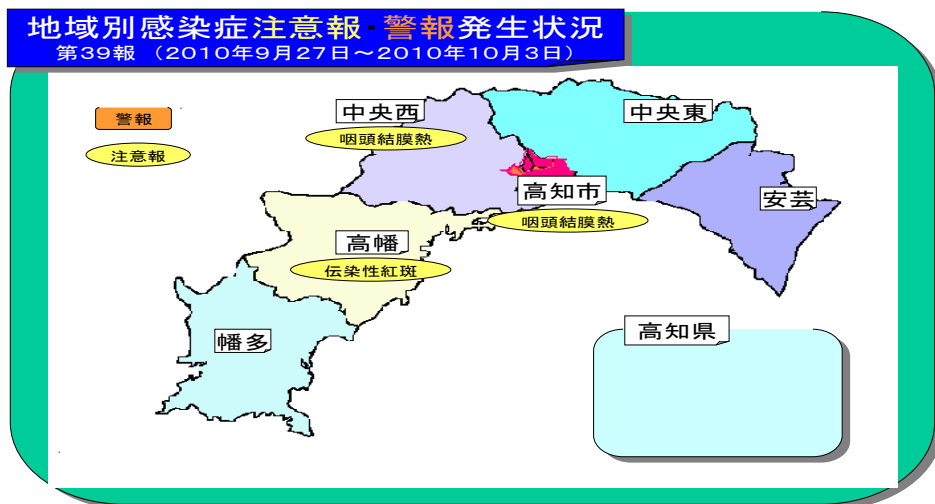 地域別感染症注意報・警報発生状況
第39報 （2010年9月27日～2010年10月3日）
警報
注意報
中央西
咽頭結膜熱
中央東
高知市
咽頭結膜熱
安芸
高幡
伝染性紅斑
幡多
高知県